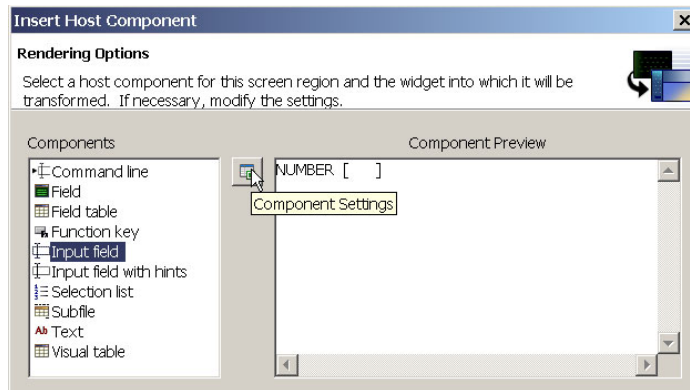 Insert Host Component
Rendering Options
Select a host component for this screen region and the widget into which it will be
transformed. If necessary, modify the settings.
Components
Component Preview
Command line
Field
Field table
Function key
Input field
Input field with hints
Selection list
Subfile
Ab Text
Visual table
NUMBER [   ]
Component Settings